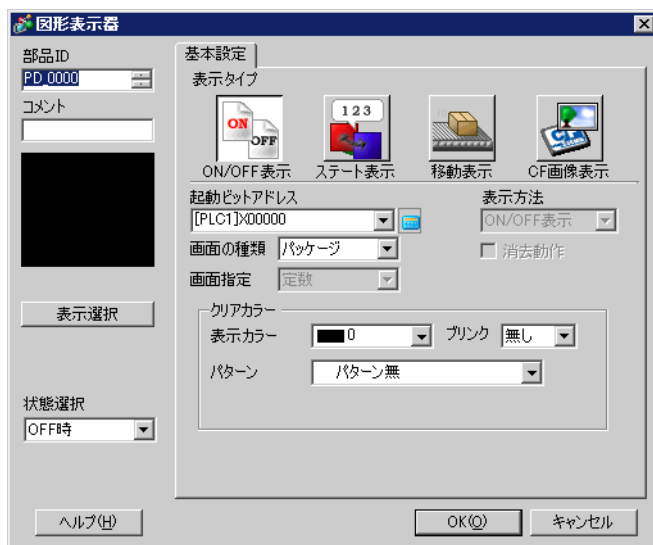 図形表示器
部品ID
PD_0000
コメント
表示選択
状態選択
OFF時
ヘルプ(H)
基本設定
表示タイプ
ON
OFF
123
CF
ON/OFF表示 ステート表示 移動表示 CF画像表示
起動ビットアドレス 表示方法
[PLC1]X00000 ON/OFF表示
画面の種類 パッケージ 消去動作
画面指定 定数
クリアカラー
表示カラー 0 ブリンク 無し
パターン パターン無
OK(O) キャンセル